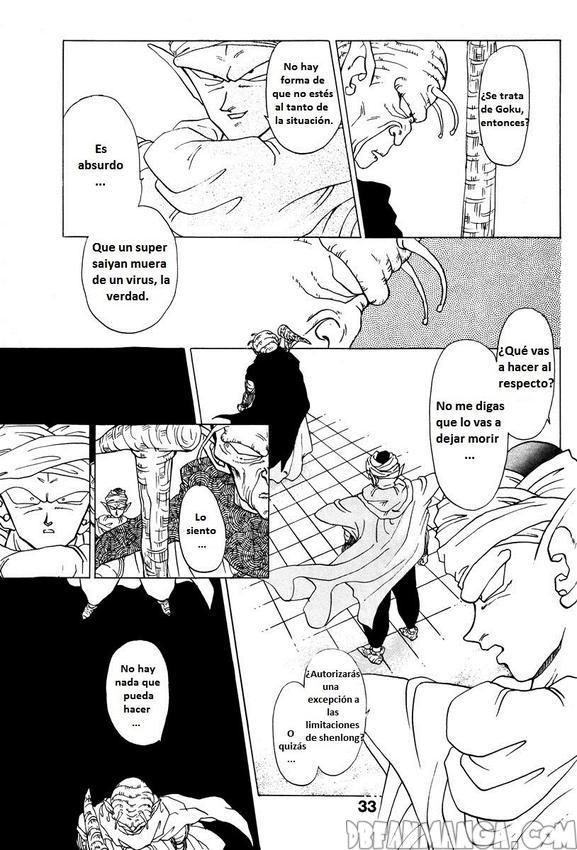 ¿Se trata
de Goku,
entonces?
No hay
forma de
que no estés
al tanto de
la situación.
Es
absurdo
...
Que un super
saiyan muera
de un virus, la
verdad.
¿Qué vas
a hacer al
respecto?
No me digas
que lo vas a
dejar morir
...
Lo
siento
...
¿Autorizarás
una
excepción a
las
limitaciones
de shenlong?
O
quizás
...
No hay
nada que
pueda
hacer
...
33
DBFANMANGA.COM